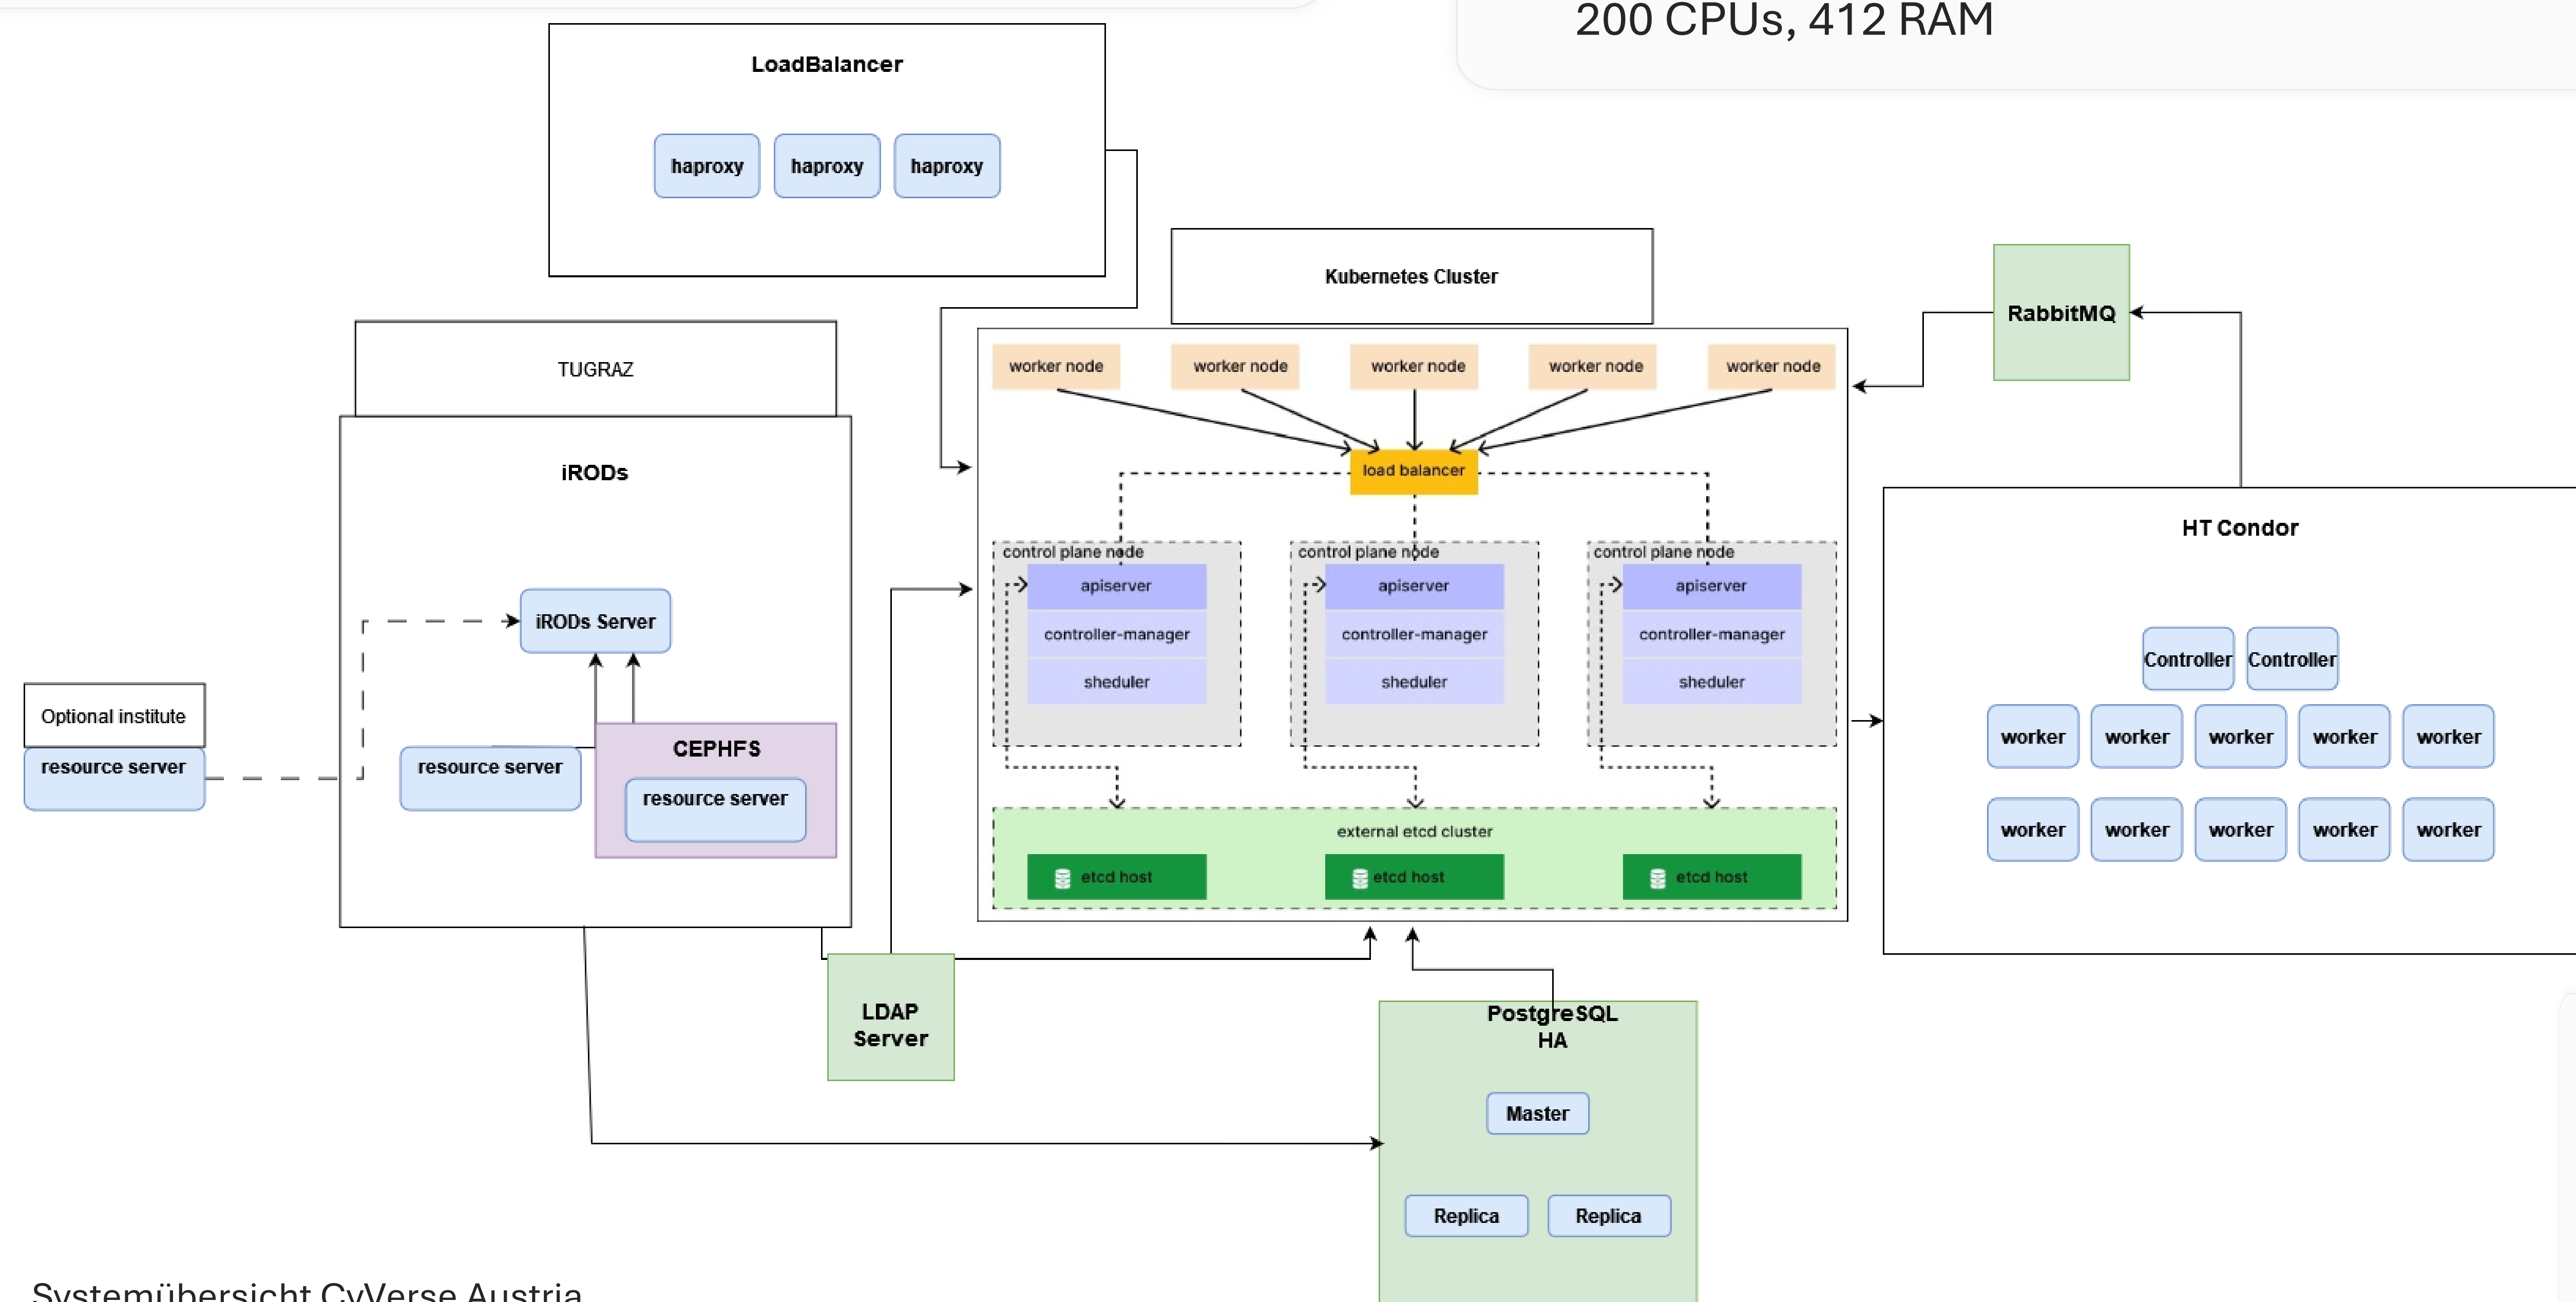 200 CPUs, 412 RAM
LoadBalancer
haproxy haproxy haproxy
Kubernetes Cluster
RabbitMQ
TUGRAZ
worker node worker node worker node worker node worker node
iRODs
load balancer
HT Condor
control plane node control plane node control plane node
apiserver apiserver apiserver
iRODs Server
controller-manager controller-manager controller-manager
Controller Controller
sheduler sheduler sheduler
Optional institute
resource server
resource server
CEPHFS
resource server
worker worker worker worker worker
worker worker worker worker worker
external etcd cluster
etcd host etcd host etcd host
LDAP
Server
PostgreSQL
HA
Master
Replica Replica
Systemübersicht CyVerse Austria